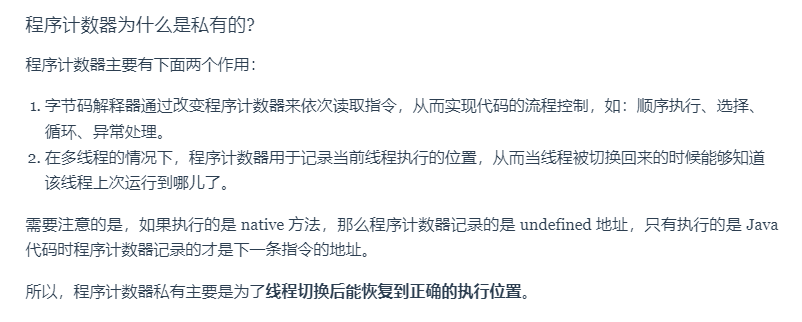 程序计数器为什么是私有的?
程序计数器主要有下面两个作用：
1. 字节码解释器通过改变程序计数器来依次读取指令，从而实现代码的流程控制，如：顺序执行、选择、
循环、异常处理。
2. 在多线程的情况下，程序计数器用于记录当前线程执行的位置，从而当线程被切换回来的时候能够知道
该线程上次运行到哪儿了。
需要注意的是，如果执行的是 native 方法，那么程序计数器记录的是 undefined 地址，只有执行的是 Java
代码时程序计数器记录的才是下一条指令的地址。
所以，程序计数器私有主要是为了线程切换后能恢复到正确的执行位置。